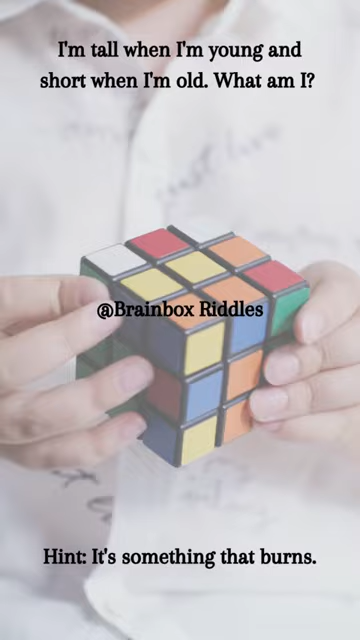 I'm tall when I'm young and
short when I'm old. What am I?
@Brainbox Riddles
Hint: It's something that burns.